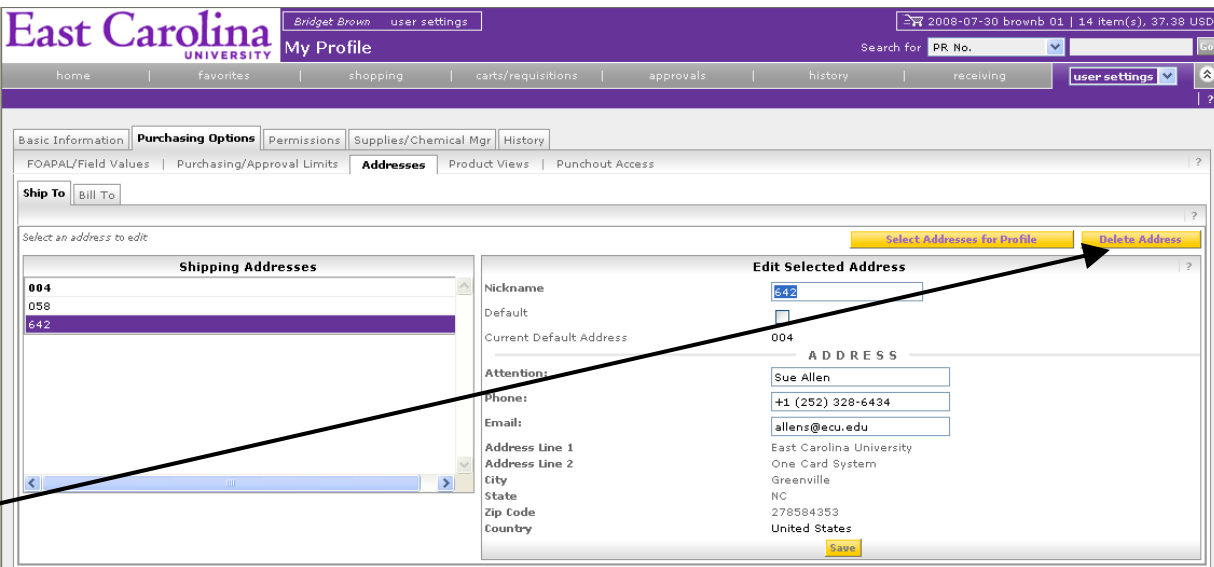 East Carolina
UNIVERSITY
Bridget Brown user settings
2008-07-30 brownb 01 | 14 item(s), 37.38 USD
My Profile
Search for PR No. Go
home | favorites | shopping | carts/requisitions | approvals | history | receiving user settings
| ?
Basic Information Purchasing Options Permissions Supplies/Chemical Mgr History
FOAPAL/Field Values | Purchasing/Approval Limits Addresses Product Views | Punchout Access ?
Ship To Bill To
?
Select an address to edit Select Addresses for Profile Delete Address
Shipping Addresses
004
058
642
Edit Selected Address ?
Nickname 642
Default
Current Default Address 004
ADDRESS
Attention: Sue Allen
Phone: +1 (252) 328-6434
Email: allens@ecu.edu
Address Line 1 East Carolina University
Address Line 2 One Card System
City Greenville
State NC
Zip Code 278584353
Country United States
Save